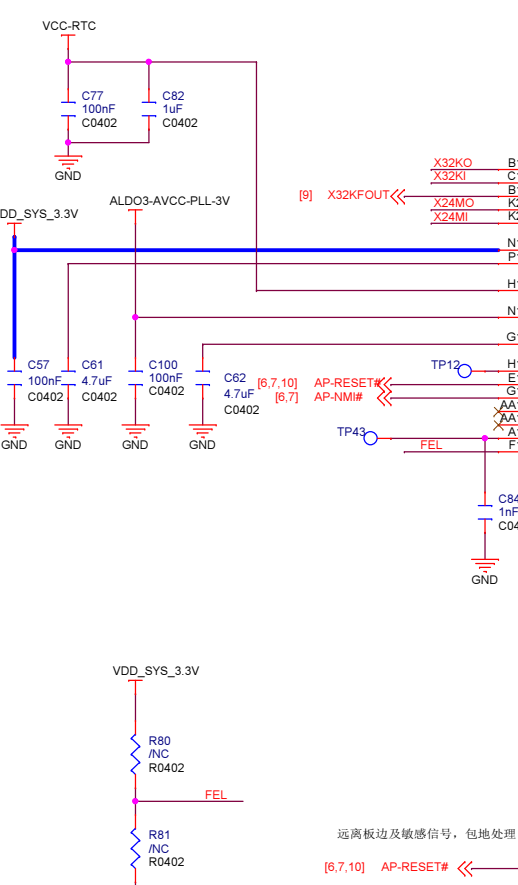 VCC-RTC
C77
100nF
C0402
C82
1uF
C0402
GND
X32KO
X32KI
[9] X32KFOUT
X24MO
X24MI
ALDO3-AVCC-PLL-3V
DD_SYS_3.3V
C57
100nF
C0402
C61
4.7uF
C0402
C100
100nF
C0402
C62
4.7uF
C0402
[6,7,10] AP-RESET#
[6,7] AP-NMI#
TP12
TP43
FEL
GND
GND
GND
GND
C84
1nF
C04
GND
VDD_SYS_3.3V
R80
/NC
R0402
FEL
R81
/NC
R0402
远离板边及敏感信号，包地处理
[6,7,10] AP-RESET#